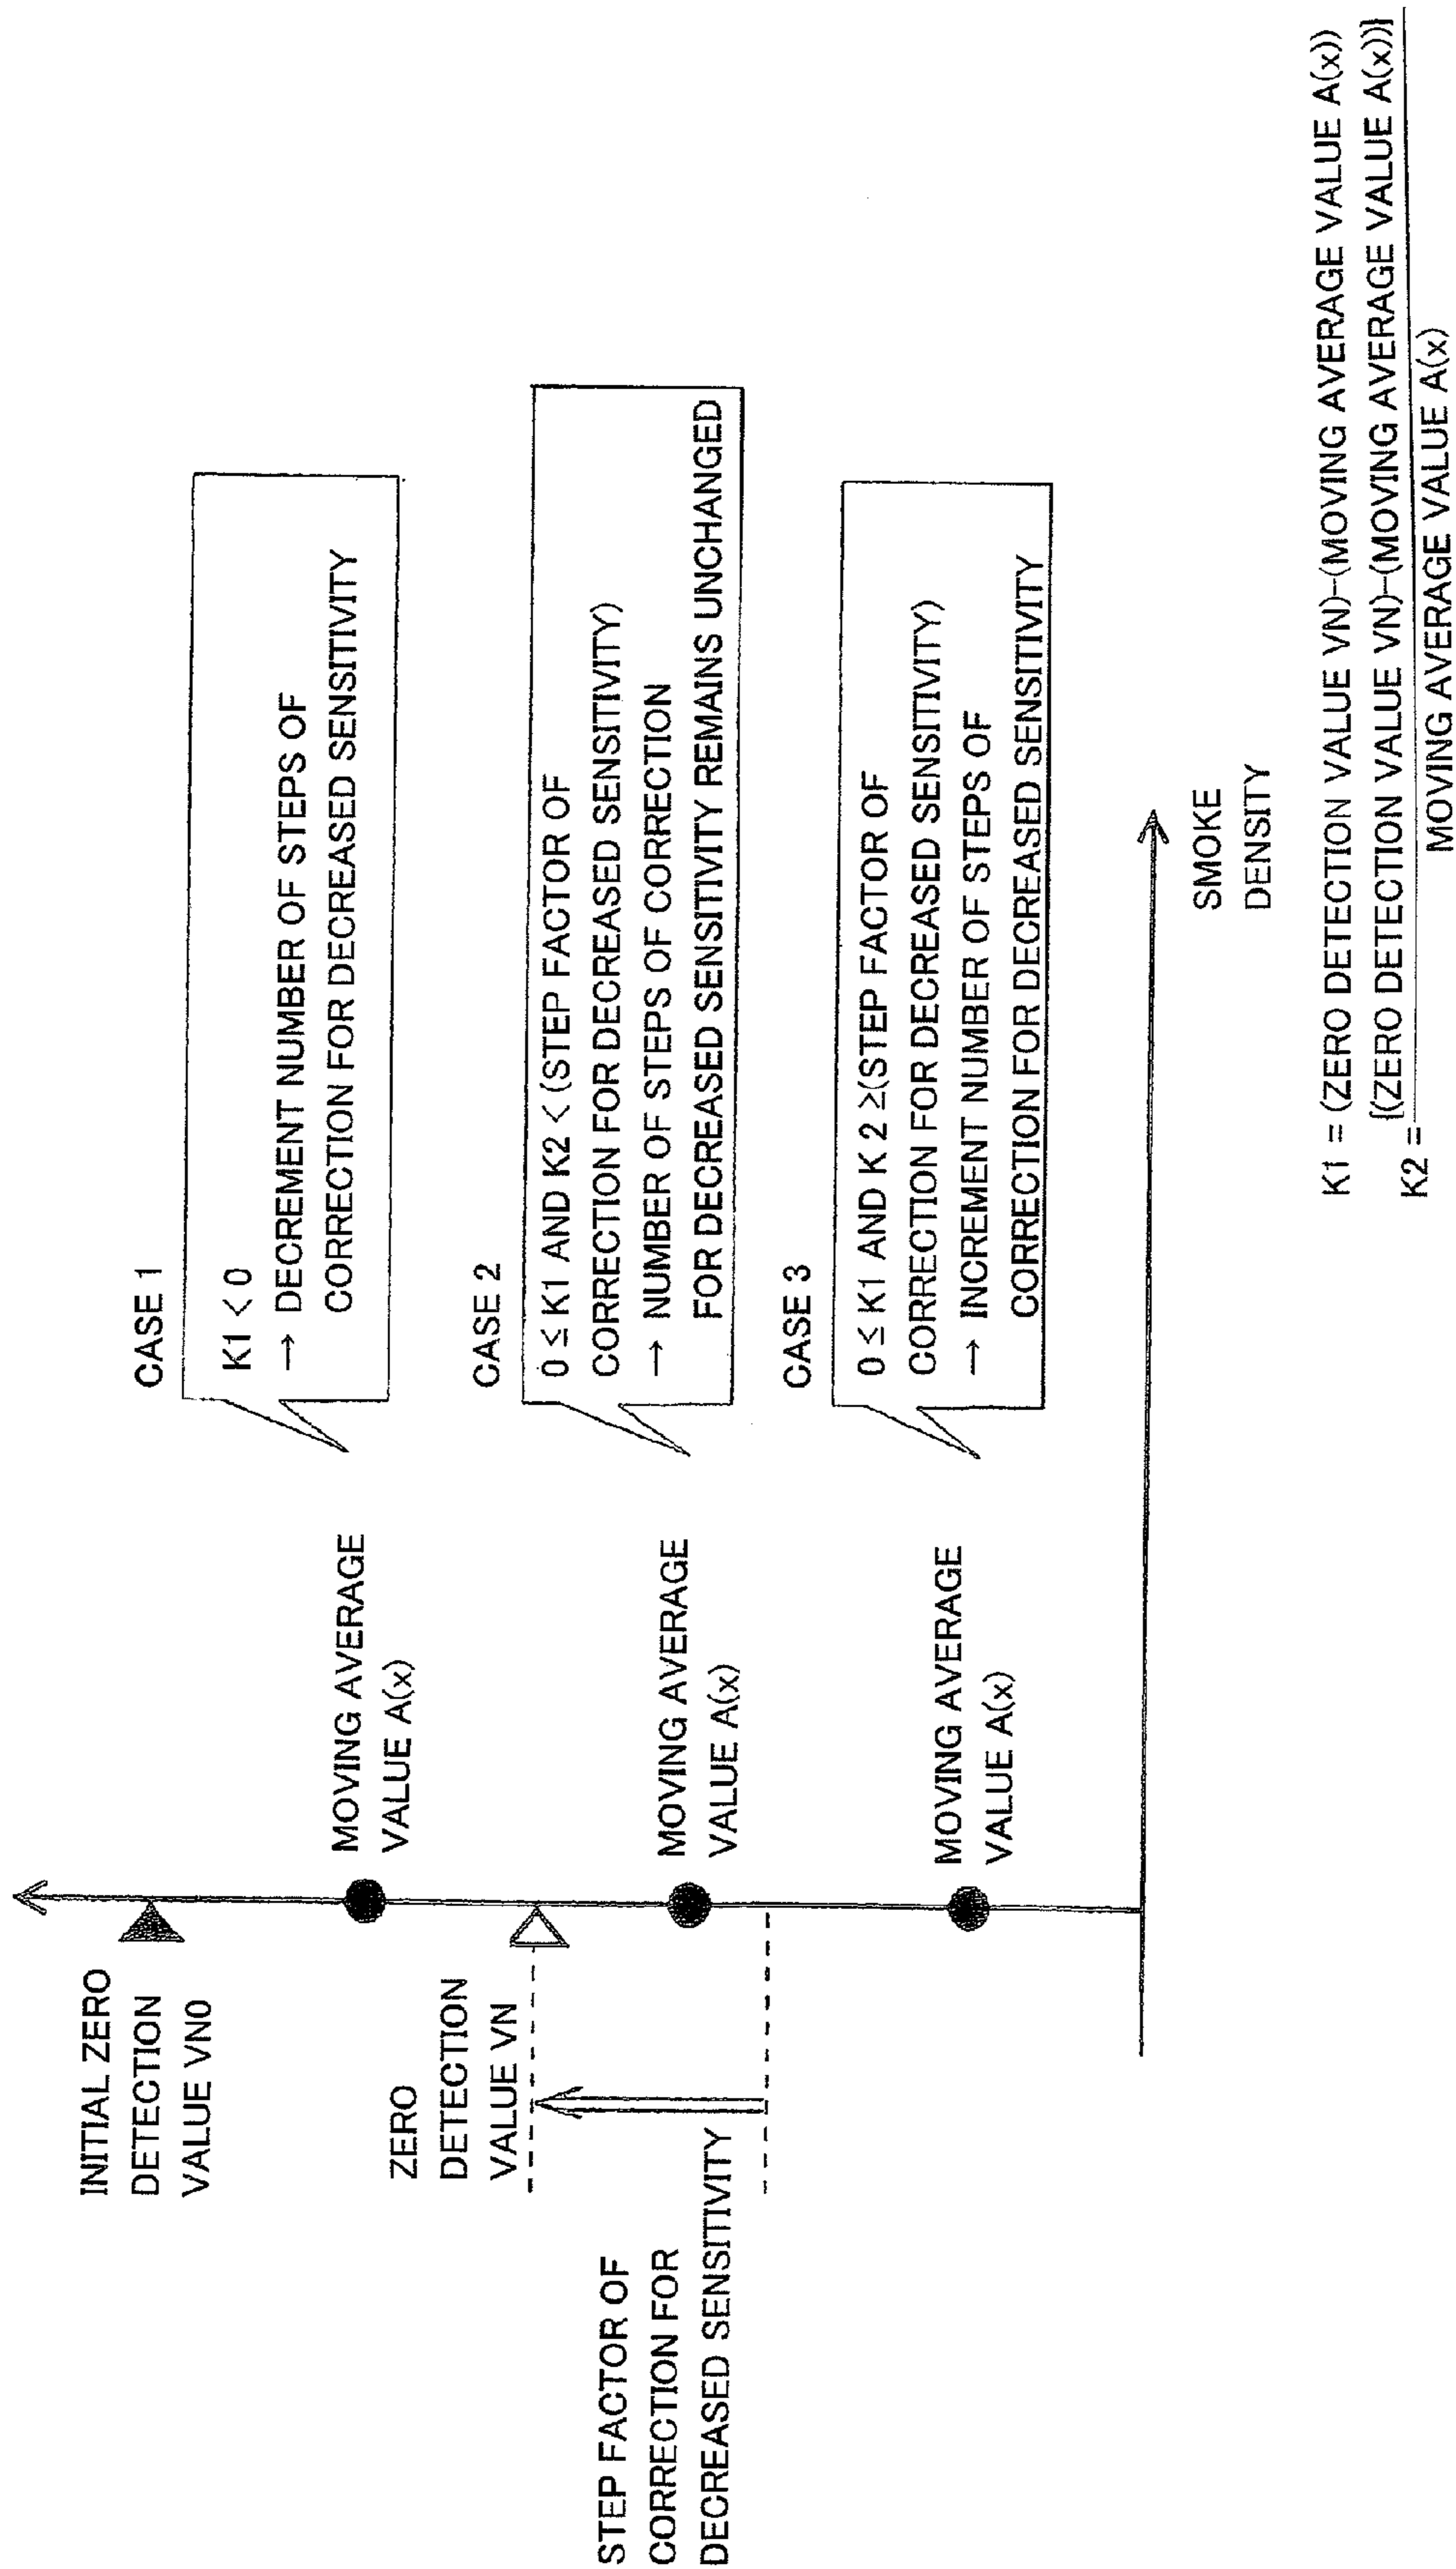 INITIAL ZERO
DETECTION
VALUE VN0
ZERO
DETECTION
VALUE VN
STEP FACTOR OF
CORRECTION FOR
DECREASED SENSITIVITY
MOVING AVERAGE
VALUE A(x)
MOVING AVERAGE
VALUE A(x)
MOVING AVERAGE
VALUE A(x)
CASE 1
K1 < 0
→ DECREMENT NUMBER OF STEPS OF
CORRECTION FOR DECREASED SENSITIVITY
CASE 2
0 ≤ K1 AND K2 < (STEP FACTOR OF
CORRECTION FOR DECREASED SENSITIVITY)
→ NUMBER OF STEPS OF CORRECTION
FOR DECREASED SENSITIVITY REMAINS UNCHANGED
CASE 3
0 ≤ K1 AND K2 ≥(STEP FACTOR OF
CORRECTION FOR DECREASED SENSITIVITY)
→ INCREMENT NUMBER OF STEPS OF
CORRECTION FOR DECREASED SENSITIVITY
SMOKE
DENSITY
K1 = (ZERO DETECTION VALUE VN)-(MOVING AVERAGE VALUE A(x))
{(ZERO DETECTION VALUE VN)-(MOVING AVERAGE VALUE A(x))}
K2 =
MOVING AVERAGE VALUE A(x)